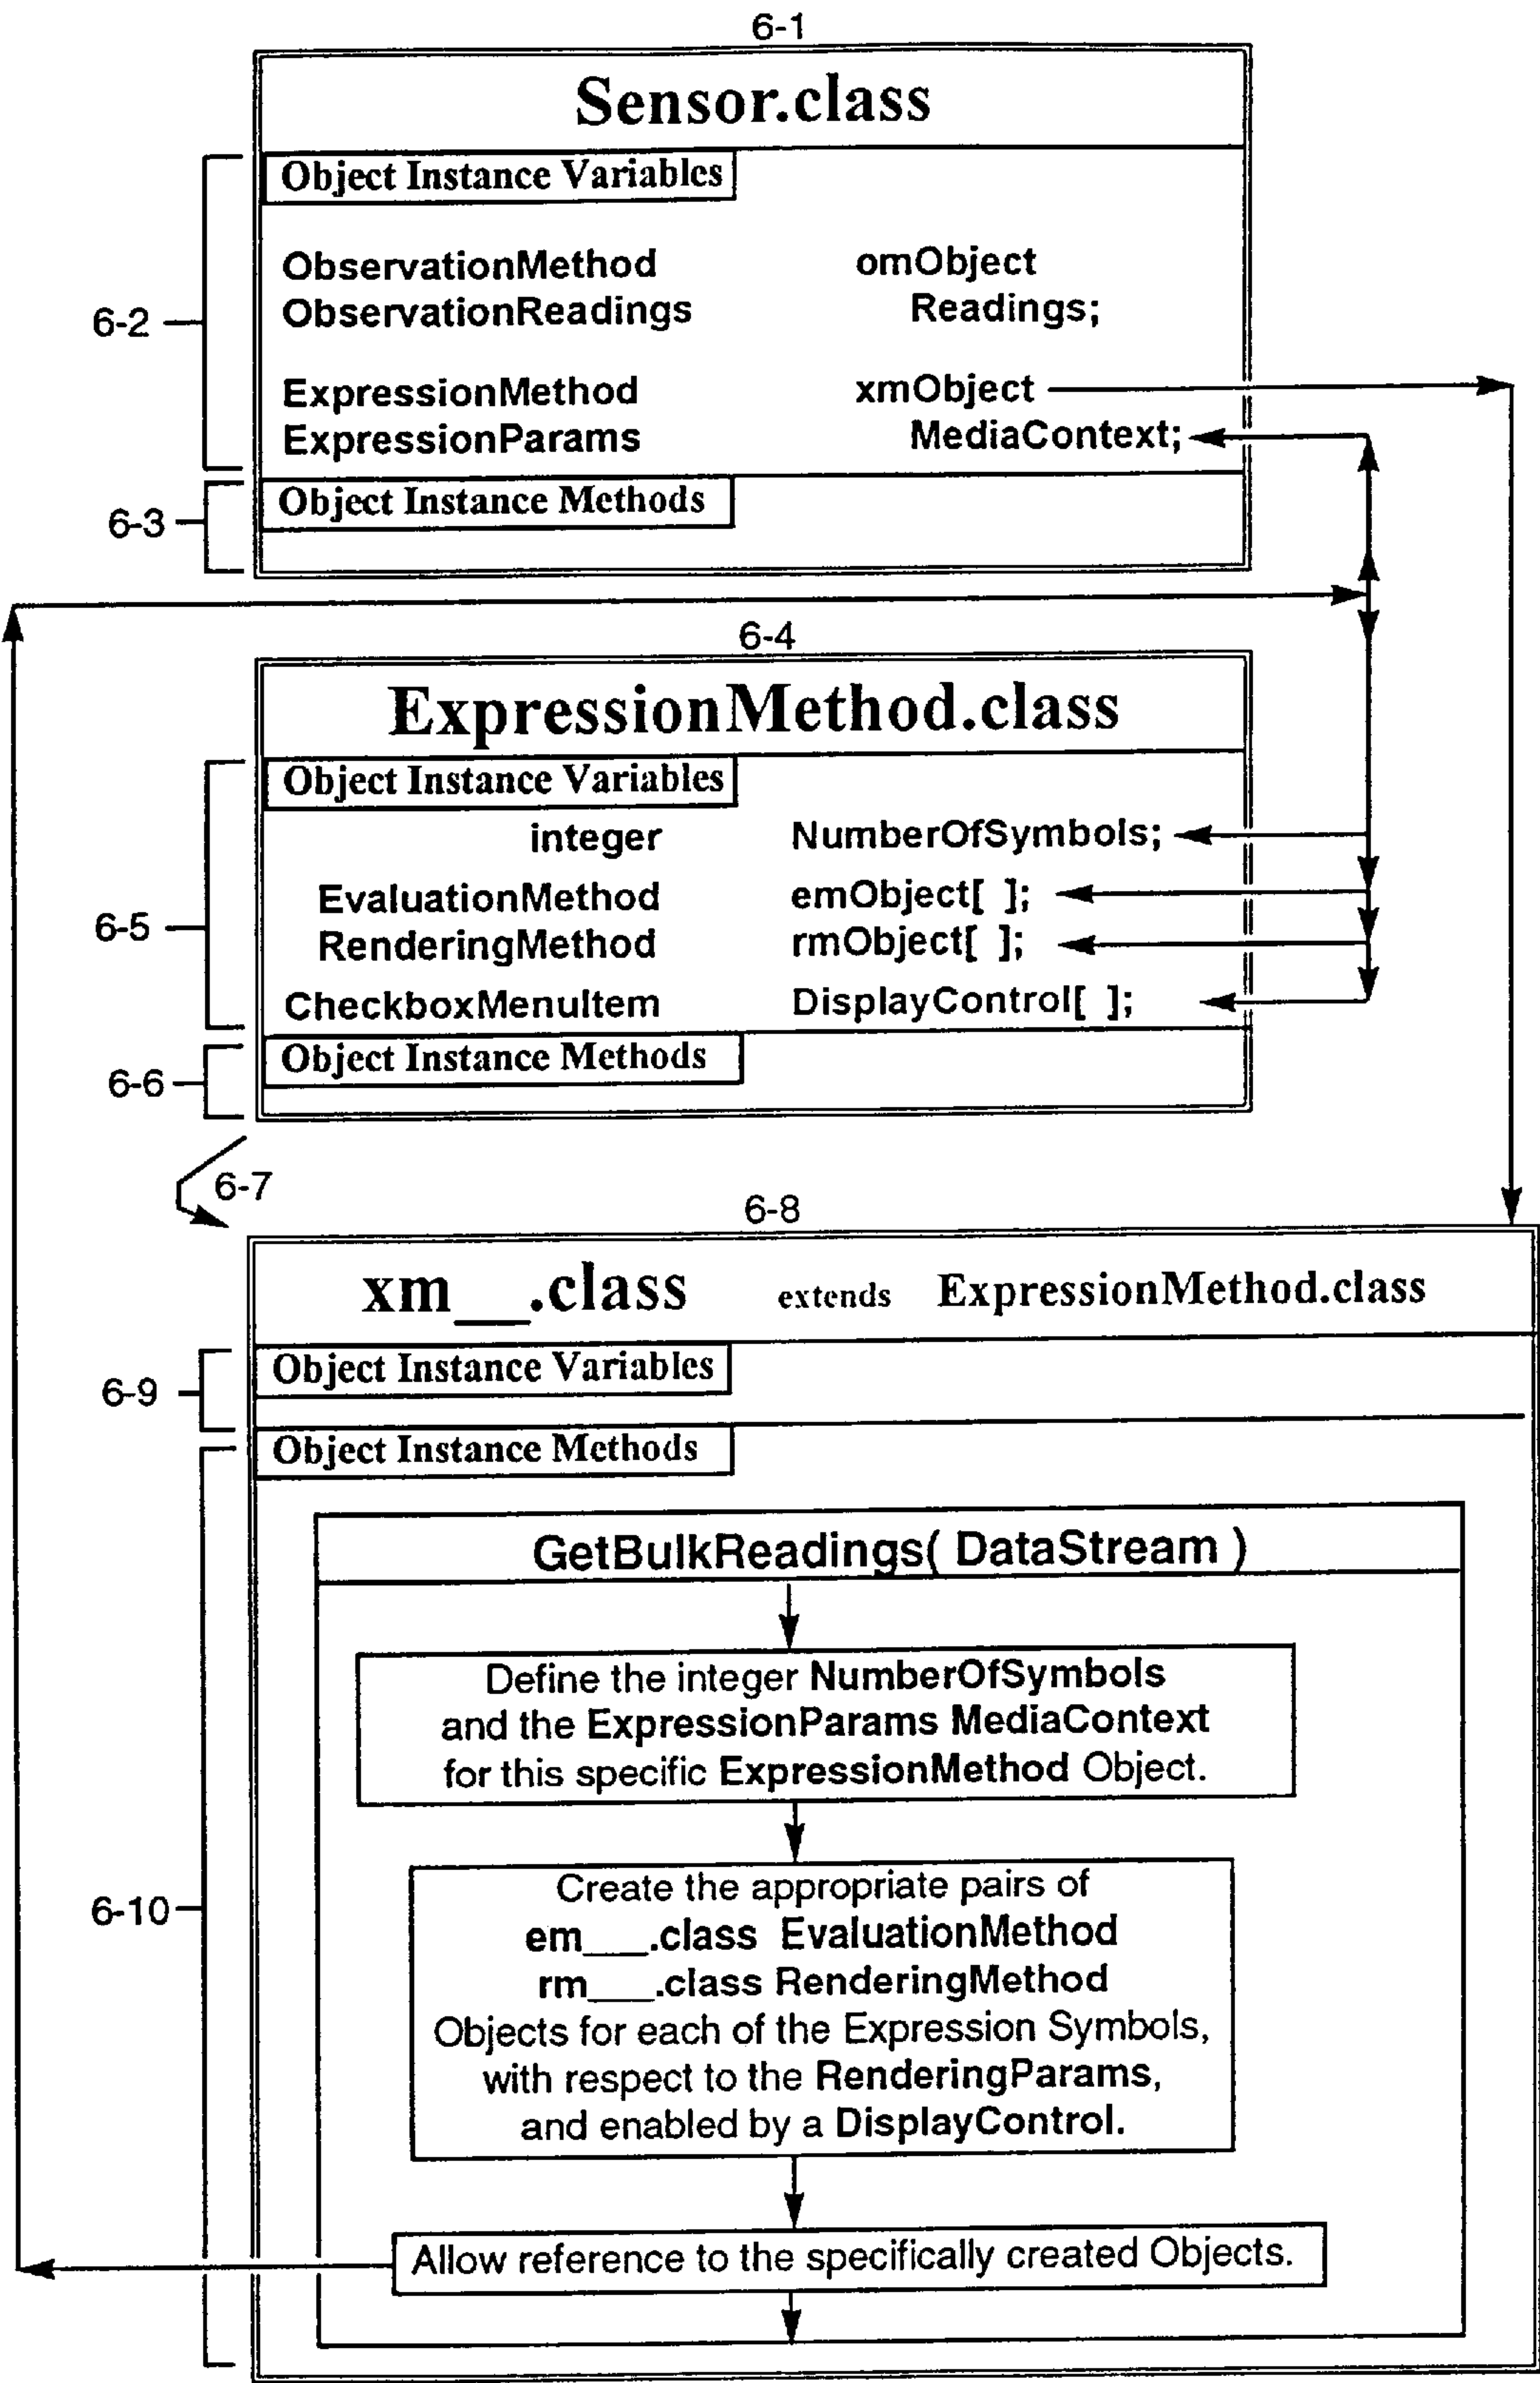 6-1
Sensor.class
Object Instance Variables
ObservationMethod omObject
6-2
ObservationReadings Readings;
ExpressionMethod xmObject
ExpressionParams MediaContext;
Object Instance Methods
6-3
6-4
ExpressionMethod.class
Object Instance Variables
integer NumberOfSymbols;
EvaluationMethod emObject[ ];
6-5
RenderingMethod rmObject[ ];
CheckboxMenuItem DisplayControl[ ];
Object Instance Methods
6-6
6-7
6-8
xm__.class extends ExpressionMethod.class
Object Instance Variables
6-9
Object Instance Methods
GetBulkReadings( DataStream )
Define the integer NumberOfSymbols
and the ExpressionParams MediaContext
for this specific ExpressionMethod Object.
Create the appropriate pairs of
6-10
em___.class EvaluationMethod
rm___.class RenderingMethod
Objects for each of the Expression Symbols,
with respect to the RenderingParams,
and enabled by a DisplayControl.
Allow reference to the specifically created Objects.